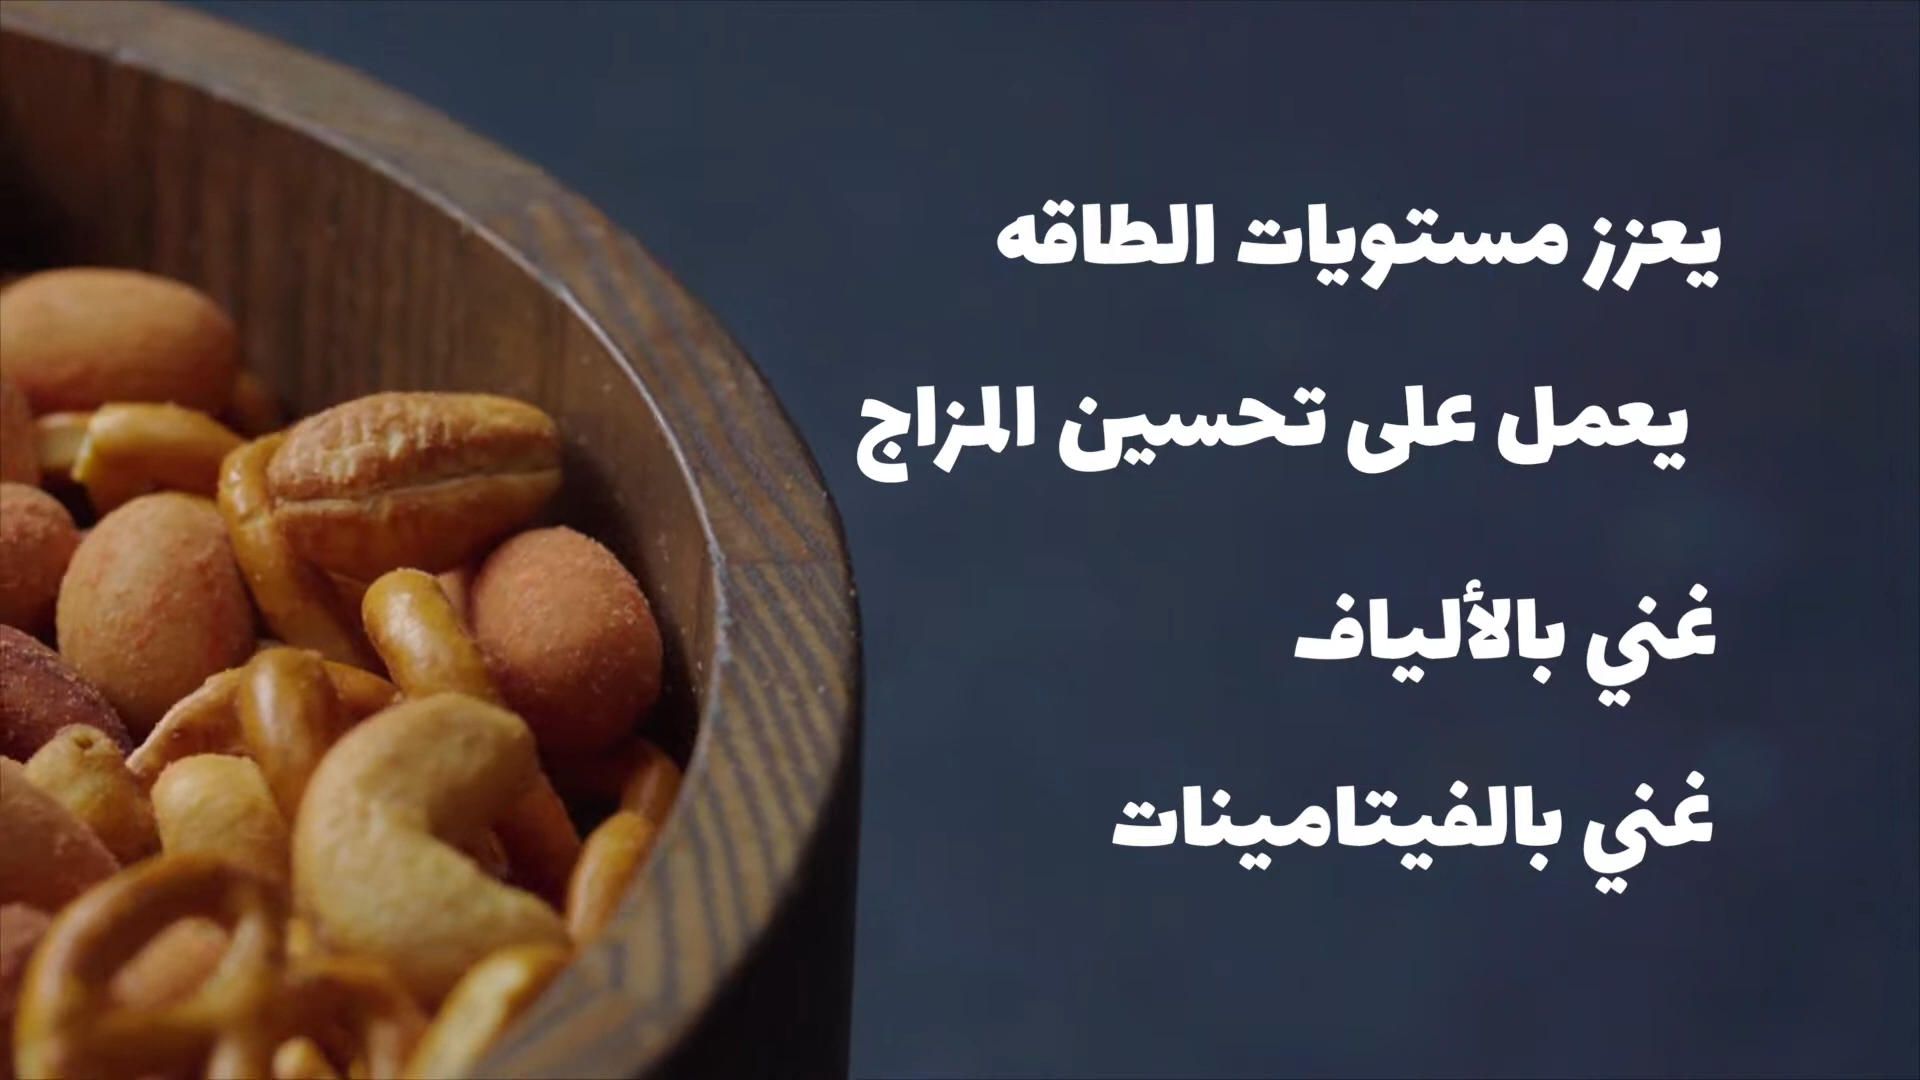 يعزز مستويات الطاقه
يعمل على تحسين المزاج
غني بالألياف
غني بالفيتامينات